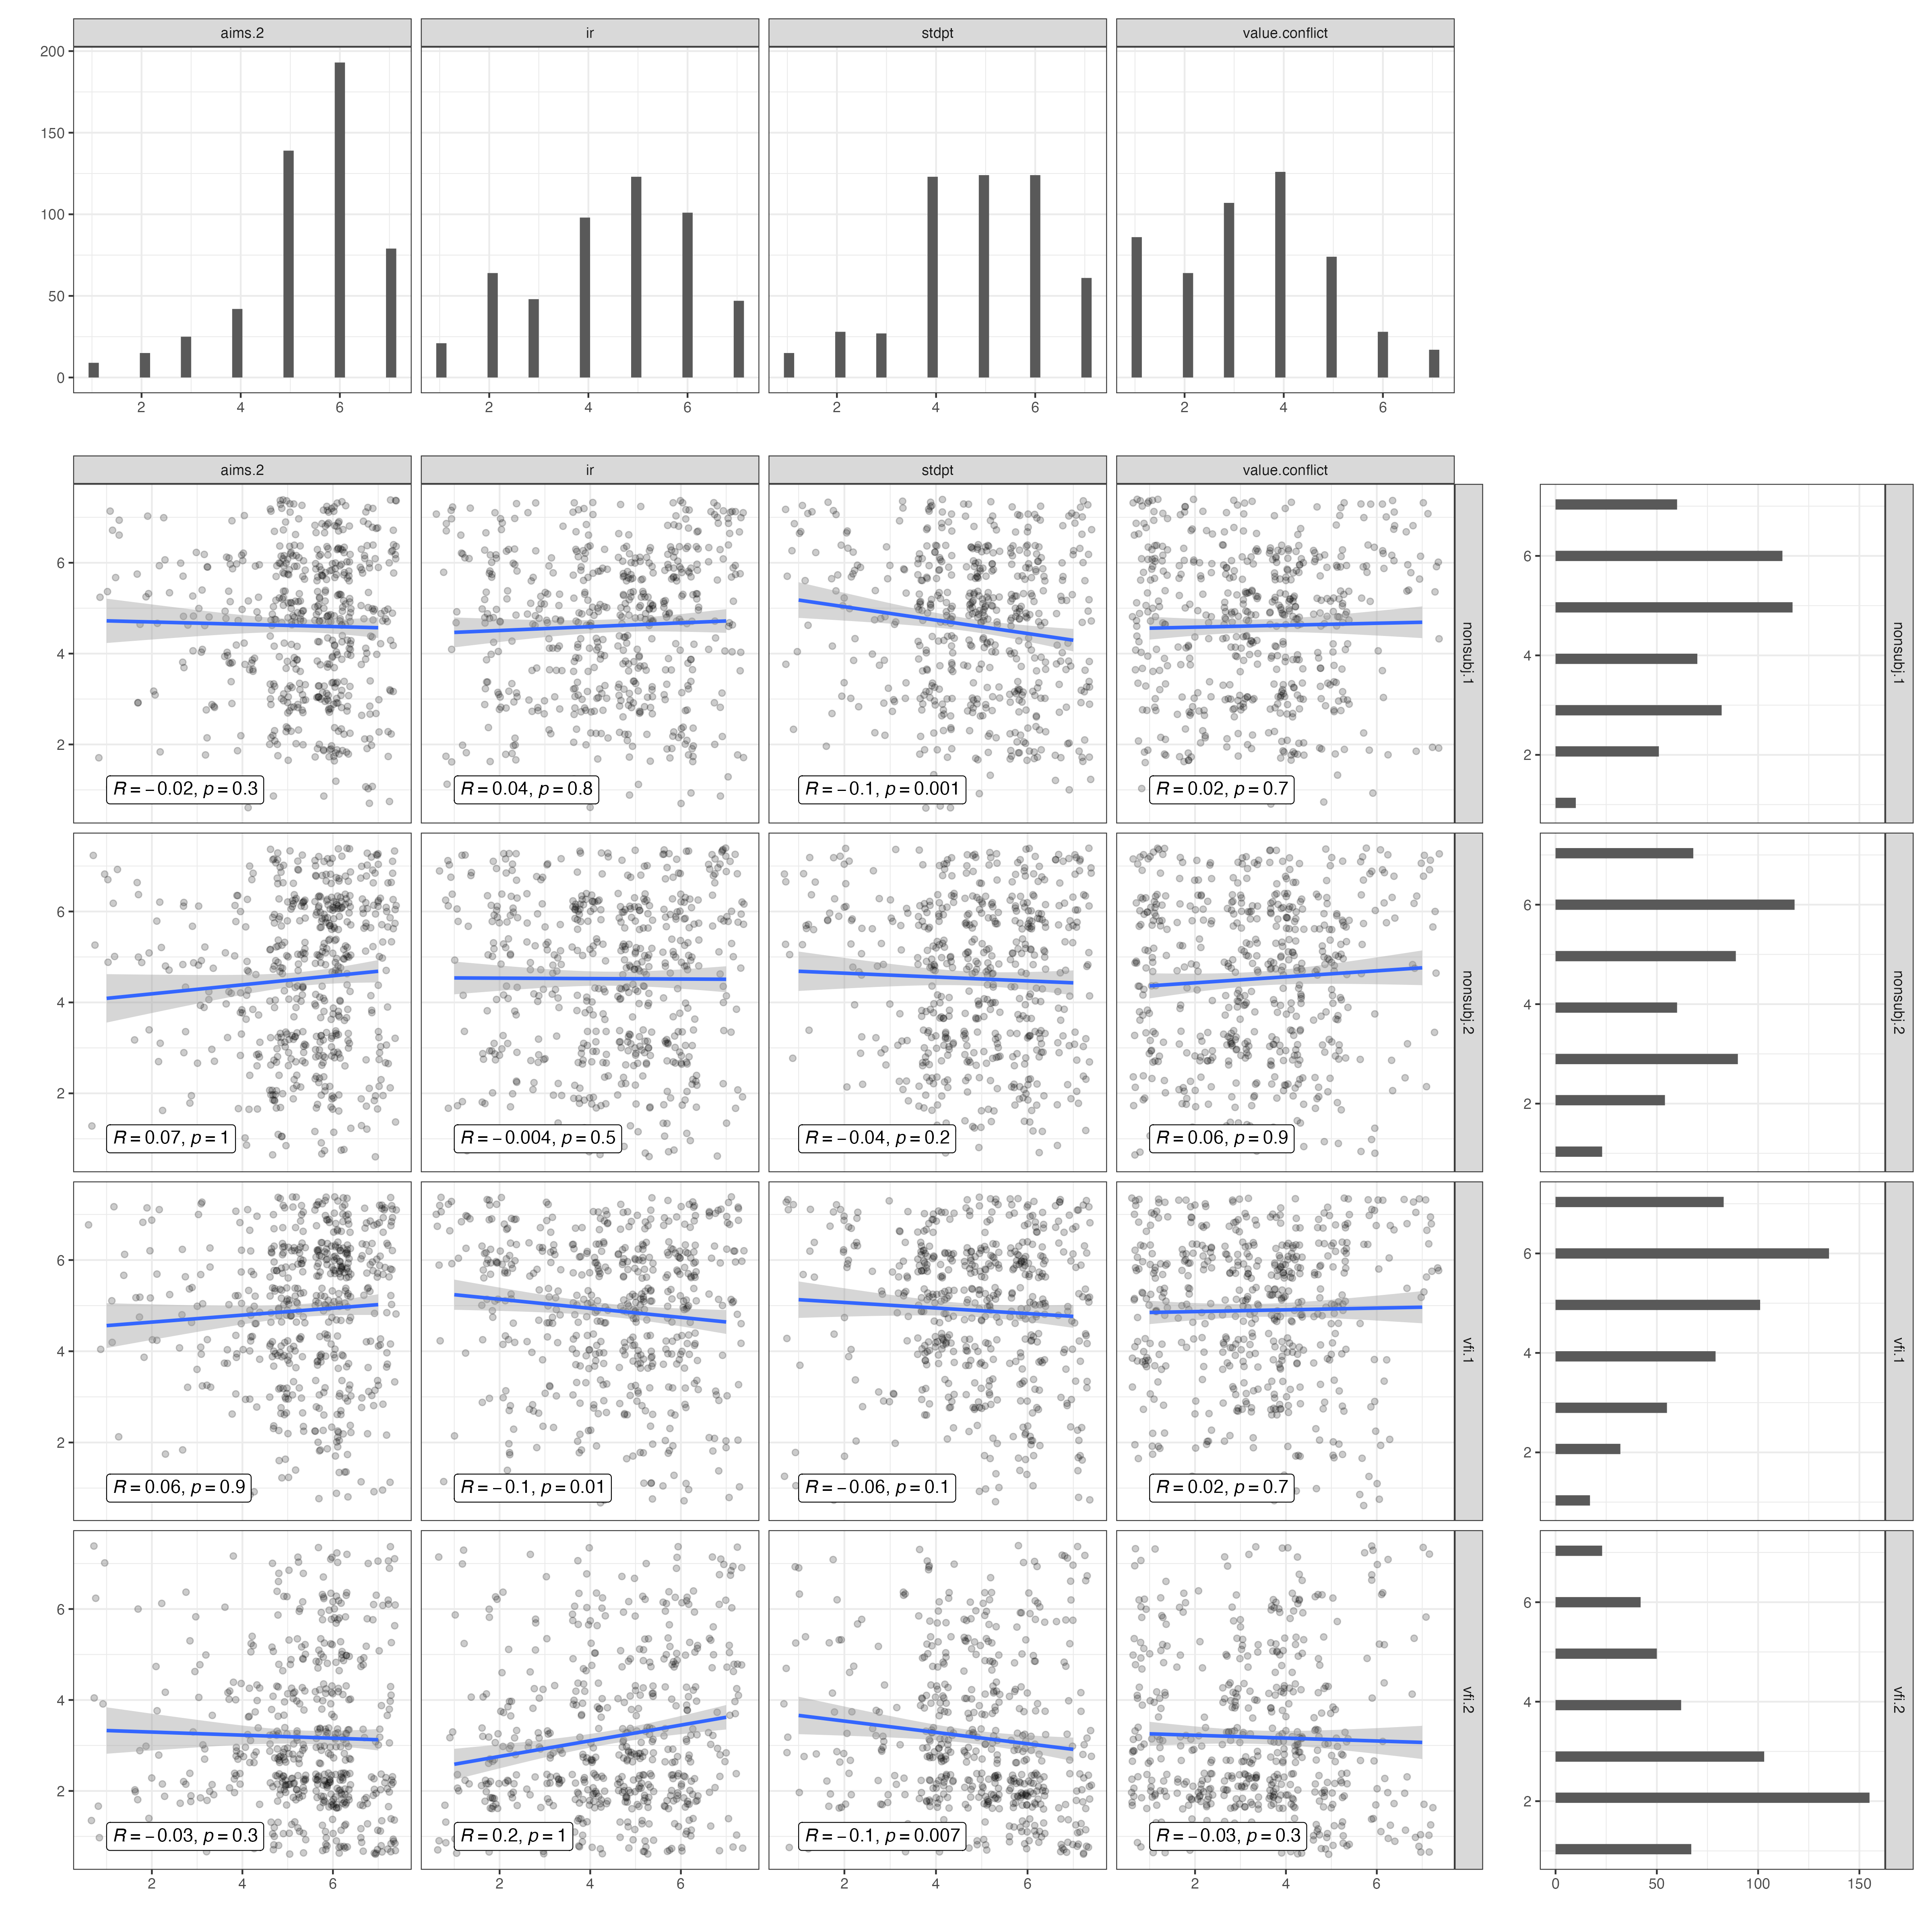 aims.2 ir stdpt value.conflict
200
150
100
50
0
2 4 6 2 4 6 2 4 6 2 4 6
aims.2 ir stdpt value.conflict
6 6
4 nonsubj.1 4 nonsubj.1
2 2
R = −0.02, p = 0.3 R = 0.04, p = 0.8 R = −0.1, p = 0.001 R = 0.02, p = 0.7
6 6
4 nonsubj.2 4 nonsubj.2
2 2
R = 0.07, p = 1 R = −0.004, p = 0.5 R = −0.04, p = 0.2 R = 0.06, p = 0.9
6 6
4 vfi.1 4 vfi.1
2 2
R = 0.06, p = 0.9 R = −0.1, p = 0.01 R = −0.06, p = 0.1 R = 0.02, p = 0.7
6 6
4 vfi.2 4 vfi.2
2 2
R = −0.03, p = 0.3 R = 0.2, p = 1 R = −0.1, p = 0.007 R = −0.03, p = 0.3
2 4 6 2 4 6 2 4 6 2 4 6 0 50 100 150